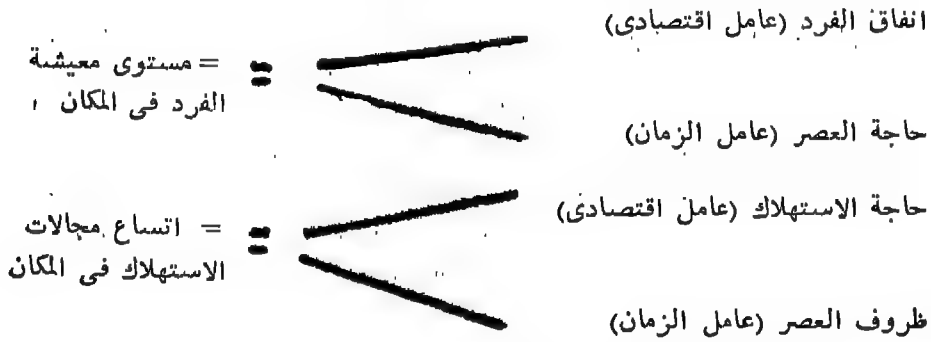 انفاق الفرد (عامل اقتصادى)
= مستوى معيشة
الفرد فى المكان ،
حاجة العصر (عامل الزمان)
حاجة الاستهلاك (عامل اقتصادى)
= اتساع مجالات
الاستهلاك فى المكان
ظروف العصر (عامل الزمان)